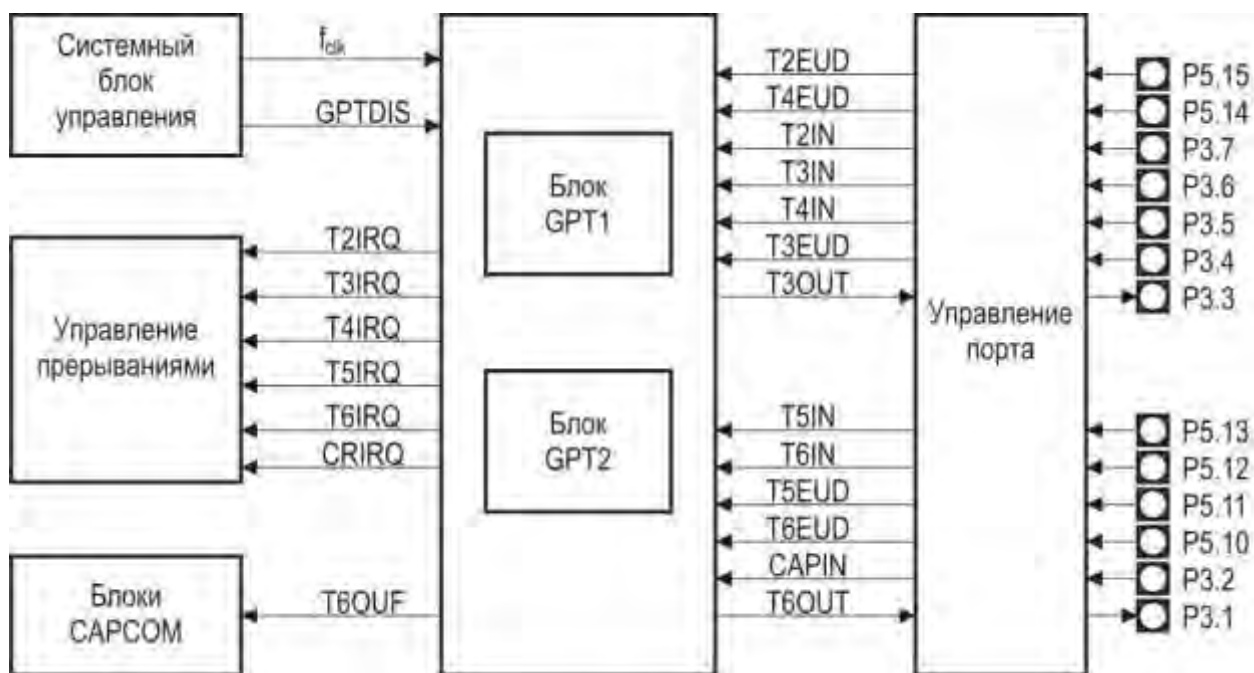 Системный
блок
управления
fclk
GPTDIS
Управление
прерываниями
T2IRQ
T3IRQ
T4IRQ
T5IRQ
T6IRQ
CRIRQ
Блоки
CAPCOM
T6OUF
Блок
GPT1
Блок
GPT2
T2EUD
T4EUD
T2IN
T3IN
T4IN
T3EUD
T3OUT
T5IN
T6IN
T5EUD
T6EUD
CAPIN
T6OUT
Управление
порта
P5,15
P5.14
P3.7
P3.6
P3.5
P3.4
P3.3
P5.13
P5.12
P5.11
P5.10
P3.2
P3.1